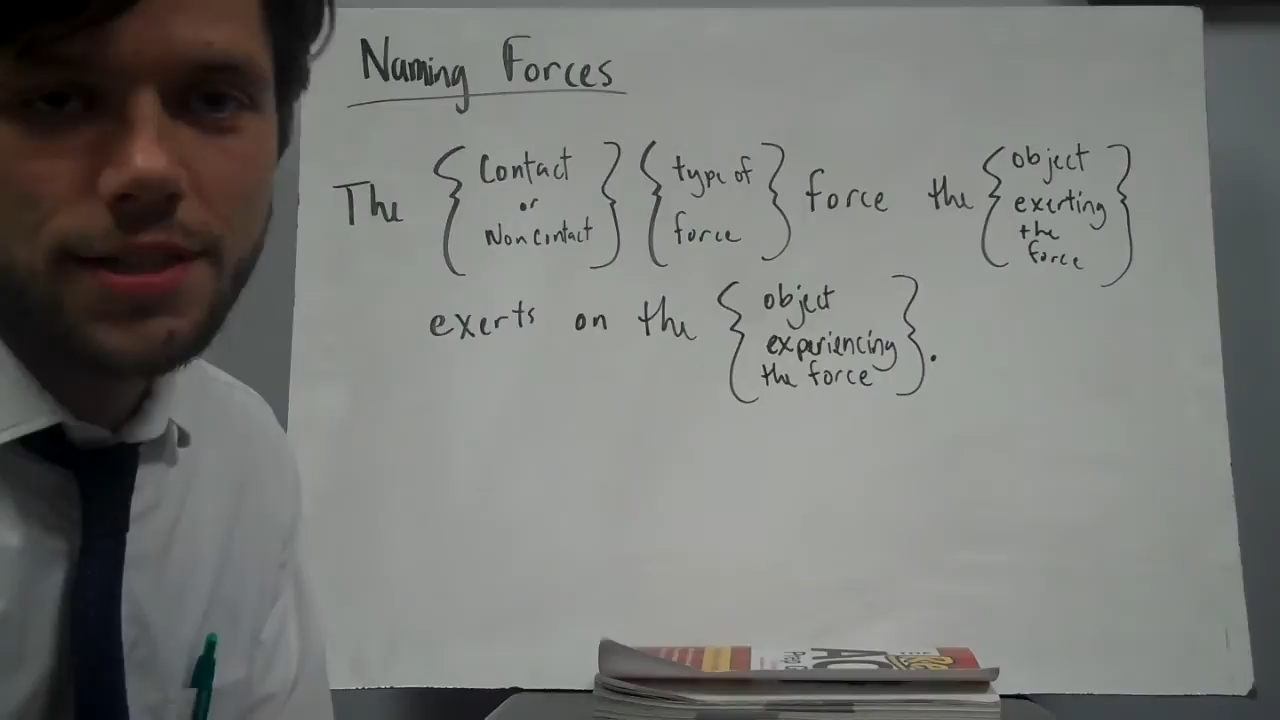 Naming Forces
The { Contact or Noncontact } { type of force } force the { object exerting the force }
exerts on the { object experiencing the force }.